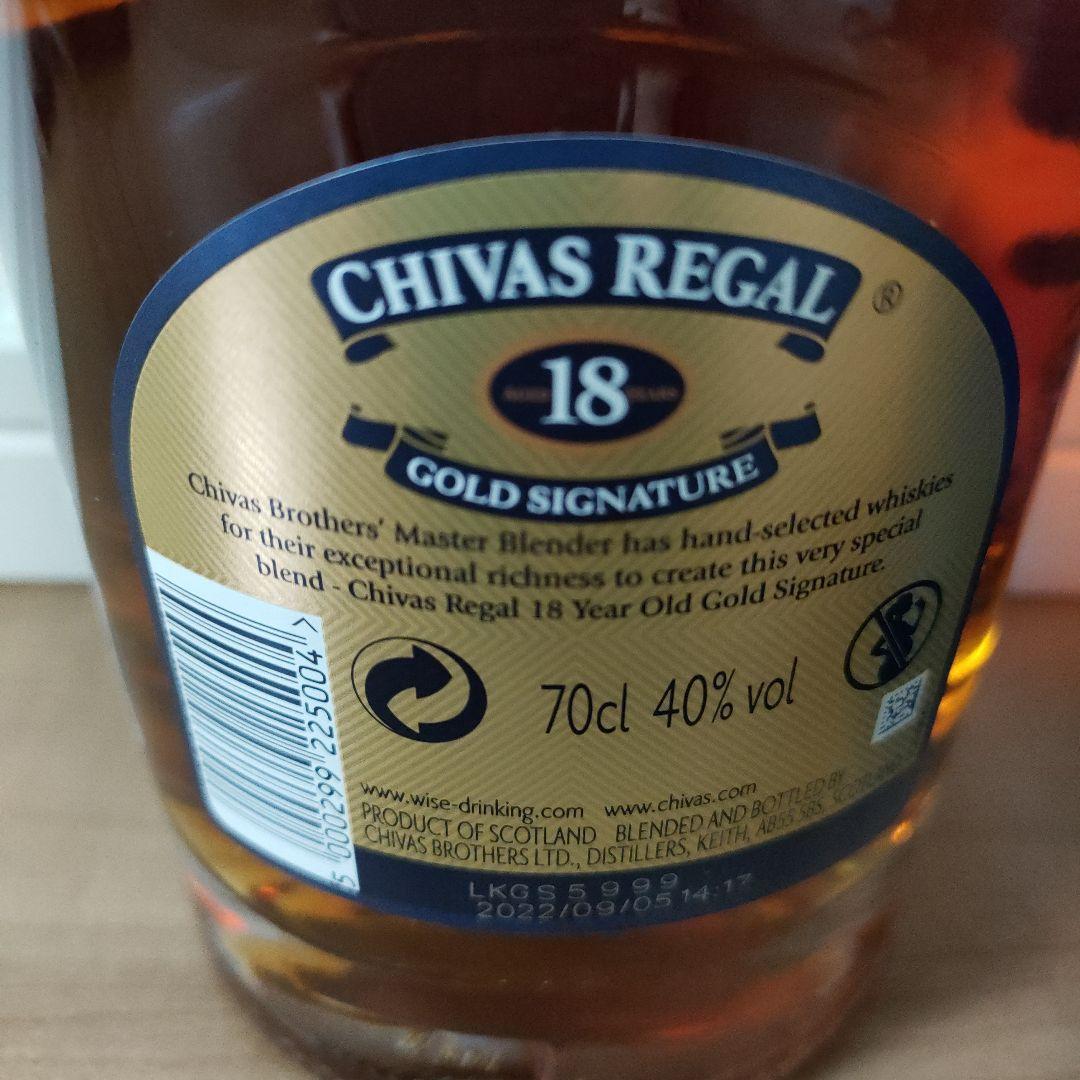 CHIVAS REGAL ®
AGED 18 YEARS
GOLD SIGNATURE
Chivas Brothers' Master Blender has hand-selected whiskies
for their exceptional richness to create this very special
blend - Chivas Regal 18 Year Old Gold Signature.
70cl 40% vol
5 000299 225004 >
www.wise-drinking.com www.chivas.com
PRODUCT OF SCOTLAND BLENDED AND BOTTLED BY
CHIVAS BROTHERS LTD., DISTILLERS, KEITH, AB55 5BS, SCOTLAND
LKGS5999
2022/09/05 14:17